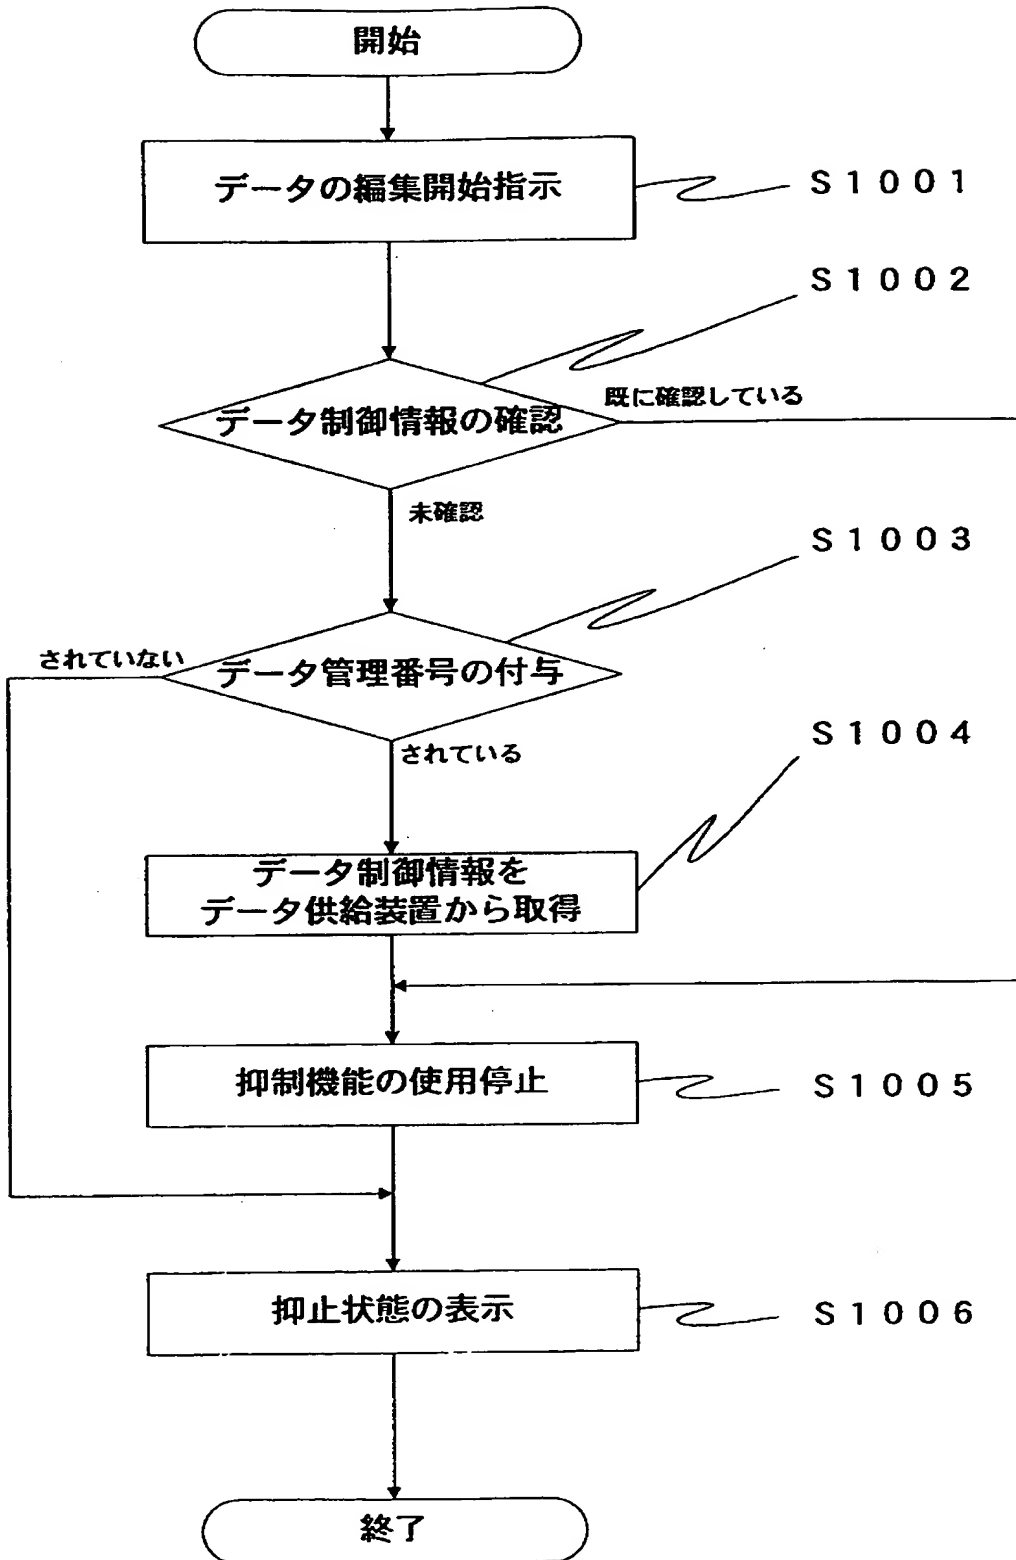 開始
データの編集開始指示
S1001
S1002
データ制御情報の確認
既に確認している
未確認
S1003
されていない
データ管理番号の付与
されている
S1004
データ制御情報を
データ供給装置から取得
抑制機能の使用停止
S1005
抑止状態の表示
S1006
終了